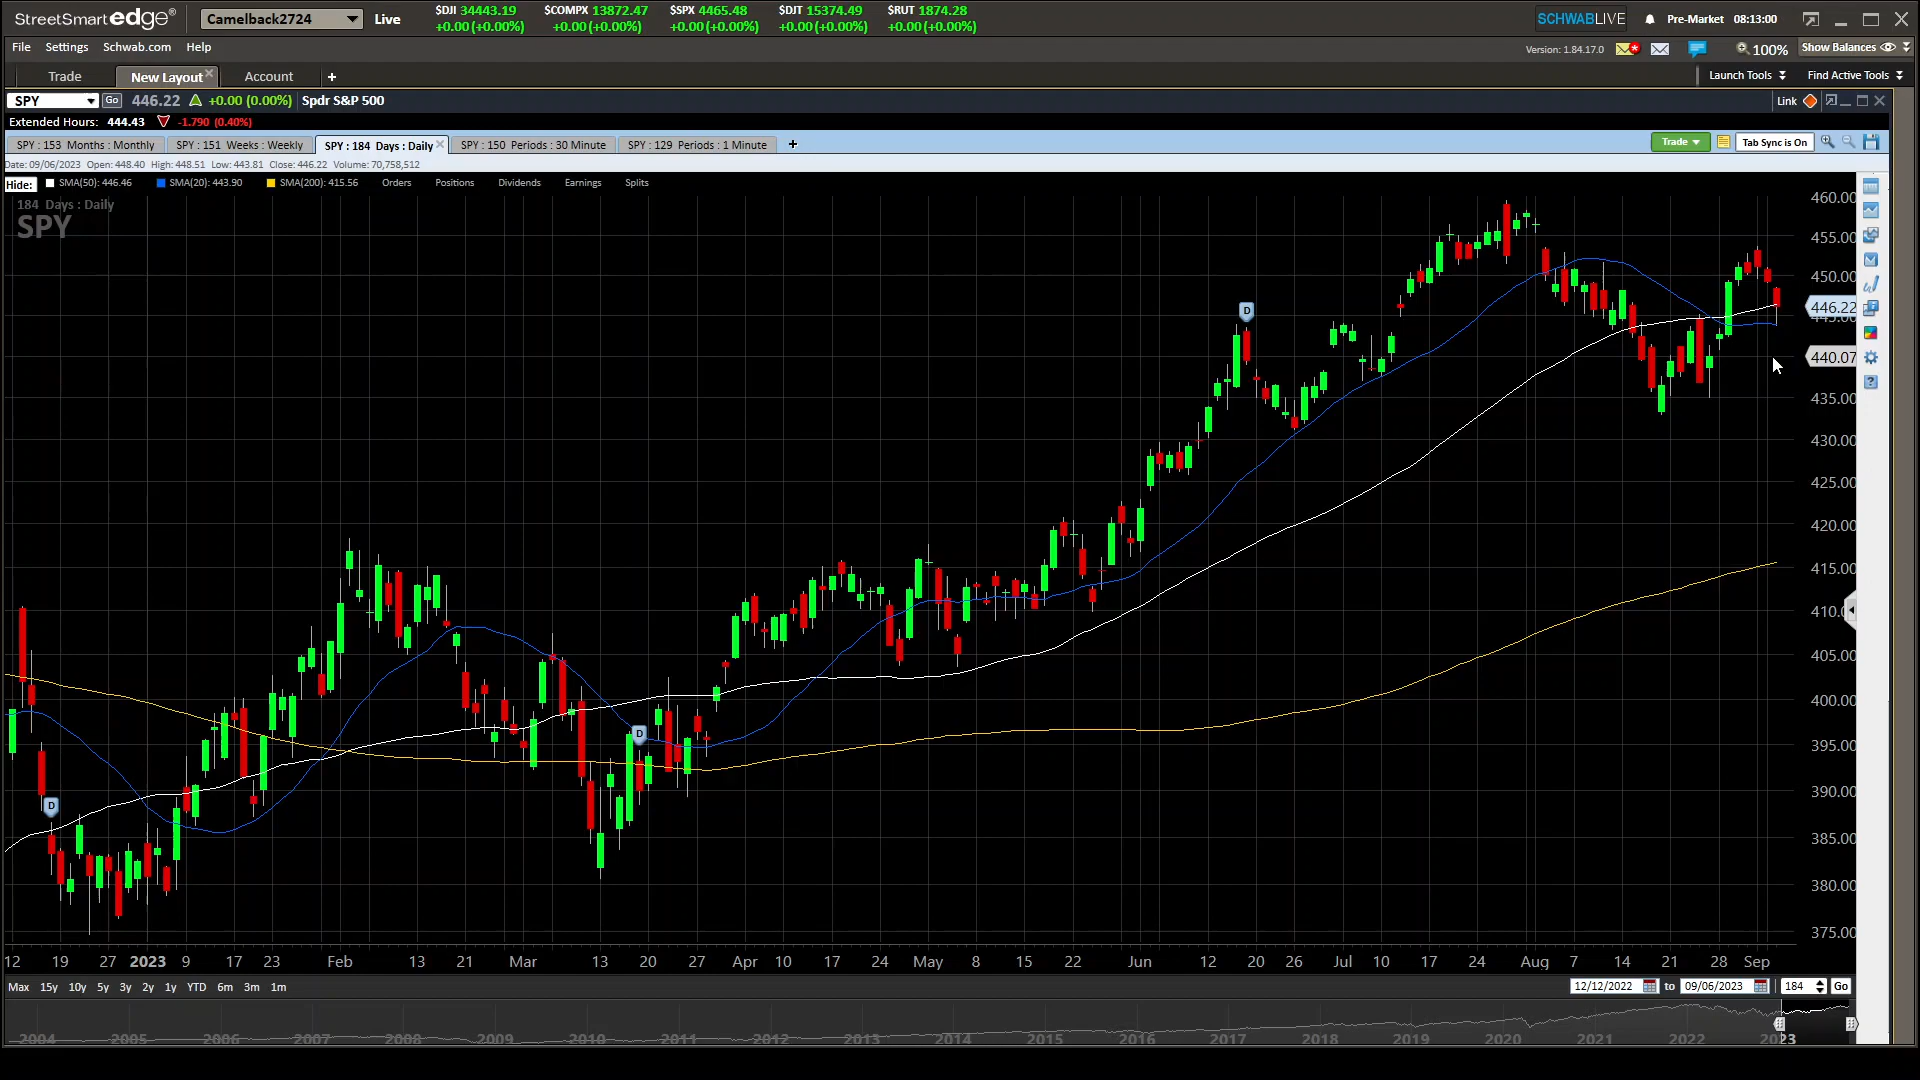 StreetSmart edge® Camelback2724 Live $DJI 34443.19 $COMPX 13872.47 $SPX 4465.48 $DJT 15374.49 $RUT 1874.28 SCHWABLIVE Pre-Market 08:13:00
+0.00 (+0.00%) +0.00 (+0.00%) +0.00 (+0.00%) +0.00 (+0.00%) +0.00 (+0.00%)
File Settings Schwab.com Help Version: 1.84.17.0 100% Show Balances
Trade New Layout Account + Launch Tools Find Active Tools
SPY Go 446.22 +0.00 (0.00%) Spdr S&P 500 Link
Extended Hours: 444.43 -1.790 (0.40%)
SPY : 153 Months : Monthly SPY : 151 Weeks : Weekly SPY : 184 Days : Daily SPY : 150 Periods : 30 Minute SPY : 129 Periods : 1 Minute + Trade Tab Sync is On
Date: 09/06/2023 Open: 448.40 High: 448.51 Low: 443.81 Close: 446.22 Volume: 70,758,512
Hide: SMA(50): 446.46 SMA(20): 443.90 SMA(200): 415.56 Orders Positions Dividends Earnings Splits
184 Days : Daily
SPY
460.00
455.00
450.00
446.22
440.07
435.00
430.00
425.00
420.00
415.00
410.0
405.00
400.00
395.00
390.00
385.00
380.00
375.00
D
D
D
?
12 19 27 2023 9 17 23 Feb 13 21 Mar 13 20 27 Apr 10 17 24 May 8 15 22 Jun 12 20 26 Jul 10 17 24 Aug 7 14 21 28 Sep
Max 15y 10y 5y 3y 2y 1y YTD 6m 3m 1m 12/12/2022 to 09/06/2023 184 Go
2004 2005 2006 2007 2008 2009 2010 2011 2012 2013 2014 2015 2016 2017 2018 2019 2020 2021 2022 2023